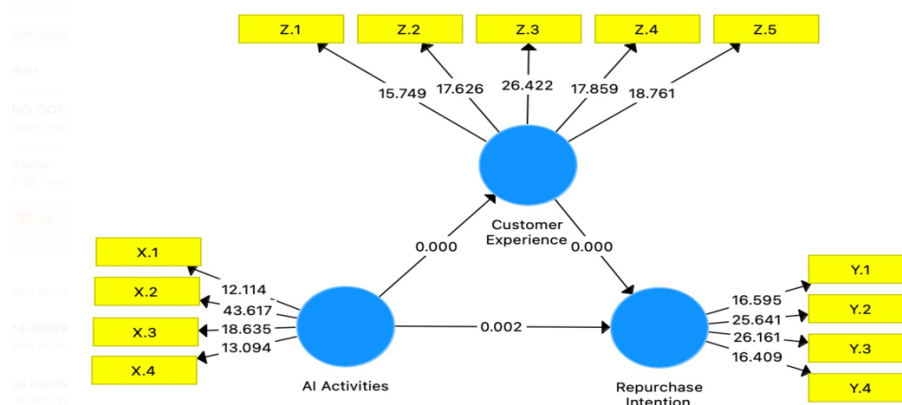 Z.1
Z.2
Z.3
Z.4
Z.5
15.749
17.626
26.422
17.859
18.761
Customer
Experience
0.000
0.000
X.1
X.2
X.3
X.4
12.114
43.617
18.635
13.094
AI Activities
0.002
Repurchase
Intention
16.595
25.641
26.161
16.409
Y.1
Y.2
Y.3
Y.4